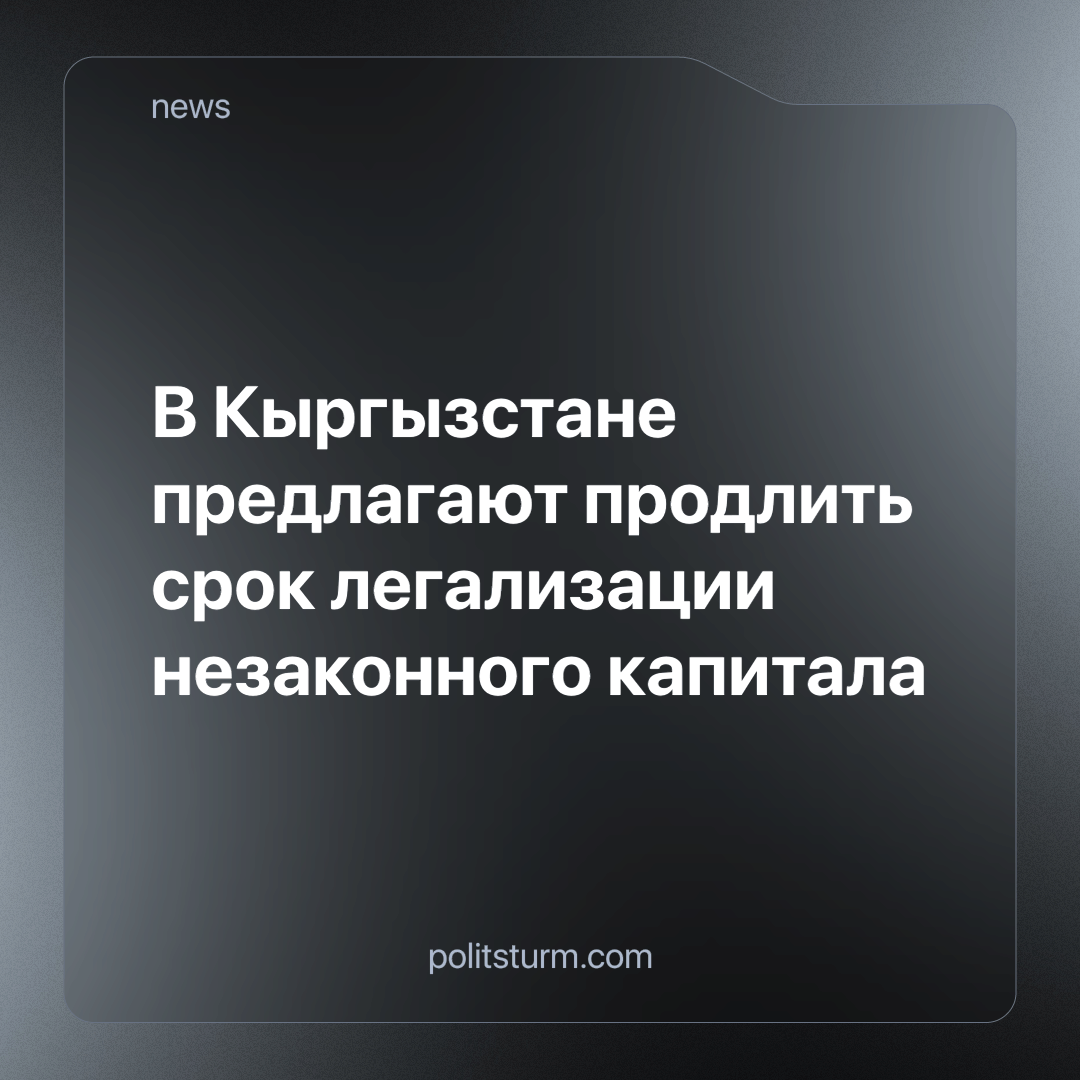 news
В Кыргызстане
предлагают продлить
срок легализации
незаконного капитала
politsturm.com